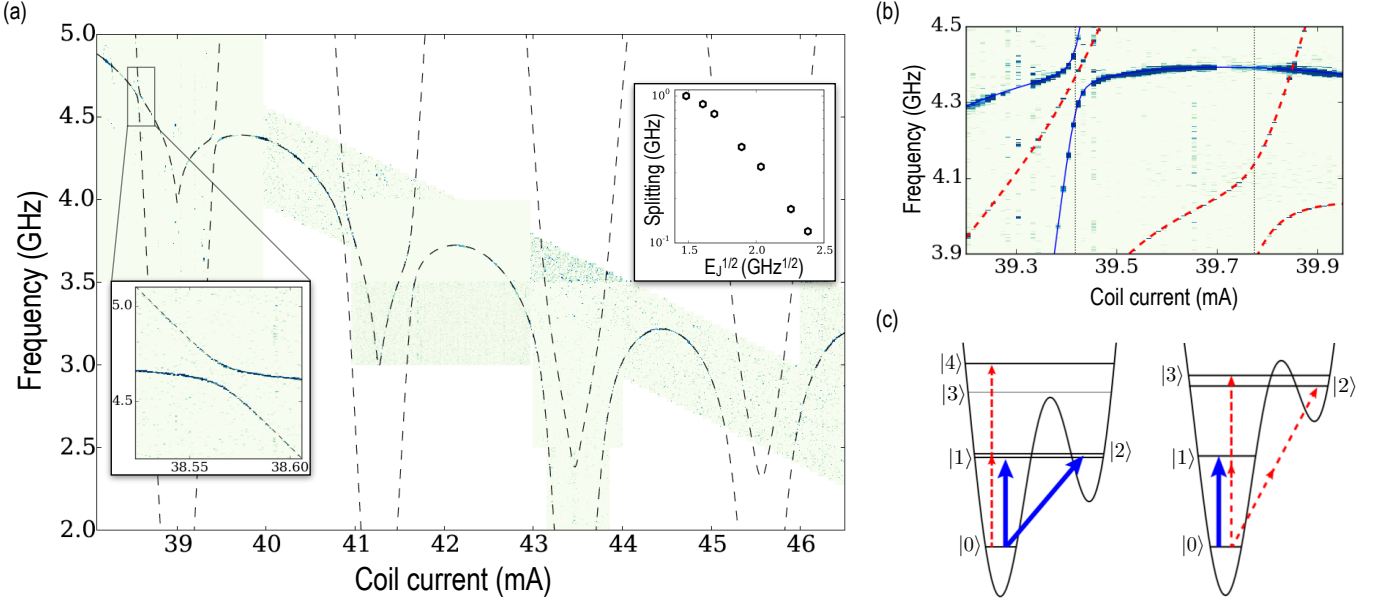 (a)
5.0
4.5
4.0
3.5
3.0
2.5
2.0
Frequency (GHz)
39 40 41 42 43 44 45 46
Coil current (mA)
5.0
4.5
38.55 38.60
10⁰
10⁻¹
Splitting (GHz)
1.5 2.0 2.5
E_J^{1/2} (GHz^{1/2})
(b)
4.5
4.3
4.1
3.9
Frequency (GHz)
39.3 39.5 39.7 39.9
Coil current (mA)
(c)
|4⟩
|3⟩
|1⟩ |2⟩
|0⟩
|3⟩ |2⟩
|1⟩
|0⟩